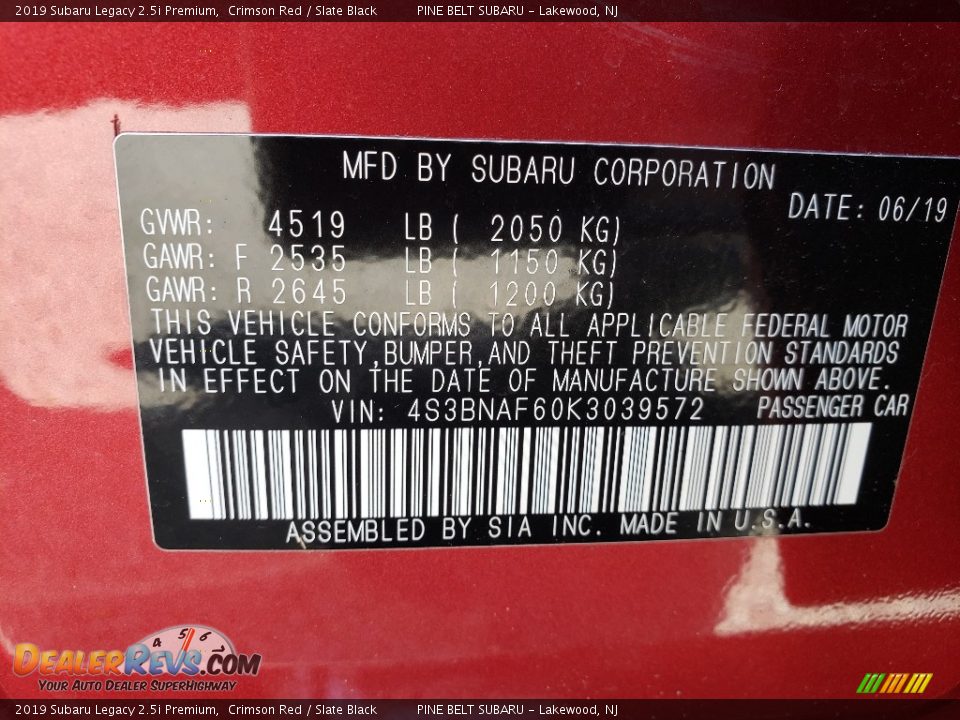 2019 Subaru Legacy 2.5i Premium, Crimson Red / Slate Black PINE BELT SUBARU - Lakewood, NJ
MFD BY SUBARU CORPORATION
DATE: 06/19
GVWR: 4519 LB ( 2050 KG)
GAWR: F 2535 LB ( 1150 KG)
GAWR: R 2645 LB ( 1200 KG)
THIS VEHICLE CONFORMS TO ALL APPLICABLE FEDERAL MOTOR
VEHICLE SAFETY,BUMPER,AND THEFT PREVENTION STANDARDS
IN EFFECT ON THE DATE OF MANUFACTURE SHOWN ABOVE.
VIN: 4S3BNAF60K3039572 PASSENGER CAR
ASSEMBLED BY SIA INC. MADE IN U.S.A.
4 5 6 7
DEALERREVS.COM
YOUR AUTO DEALER SUPERHIGHWAY
2019 Subaru Legacy 2.5i Premium, Crimson Red / Slate Black PINE BELT SUBARU - Lakewood, NJ